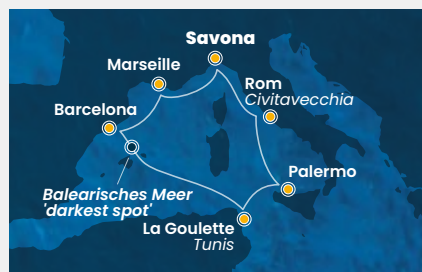 Savona
Marseille
Rom
Civitavecchia
Barcelona
Palermo
Balearisches Meer
'darkest spot'
La Goulette
Tunis